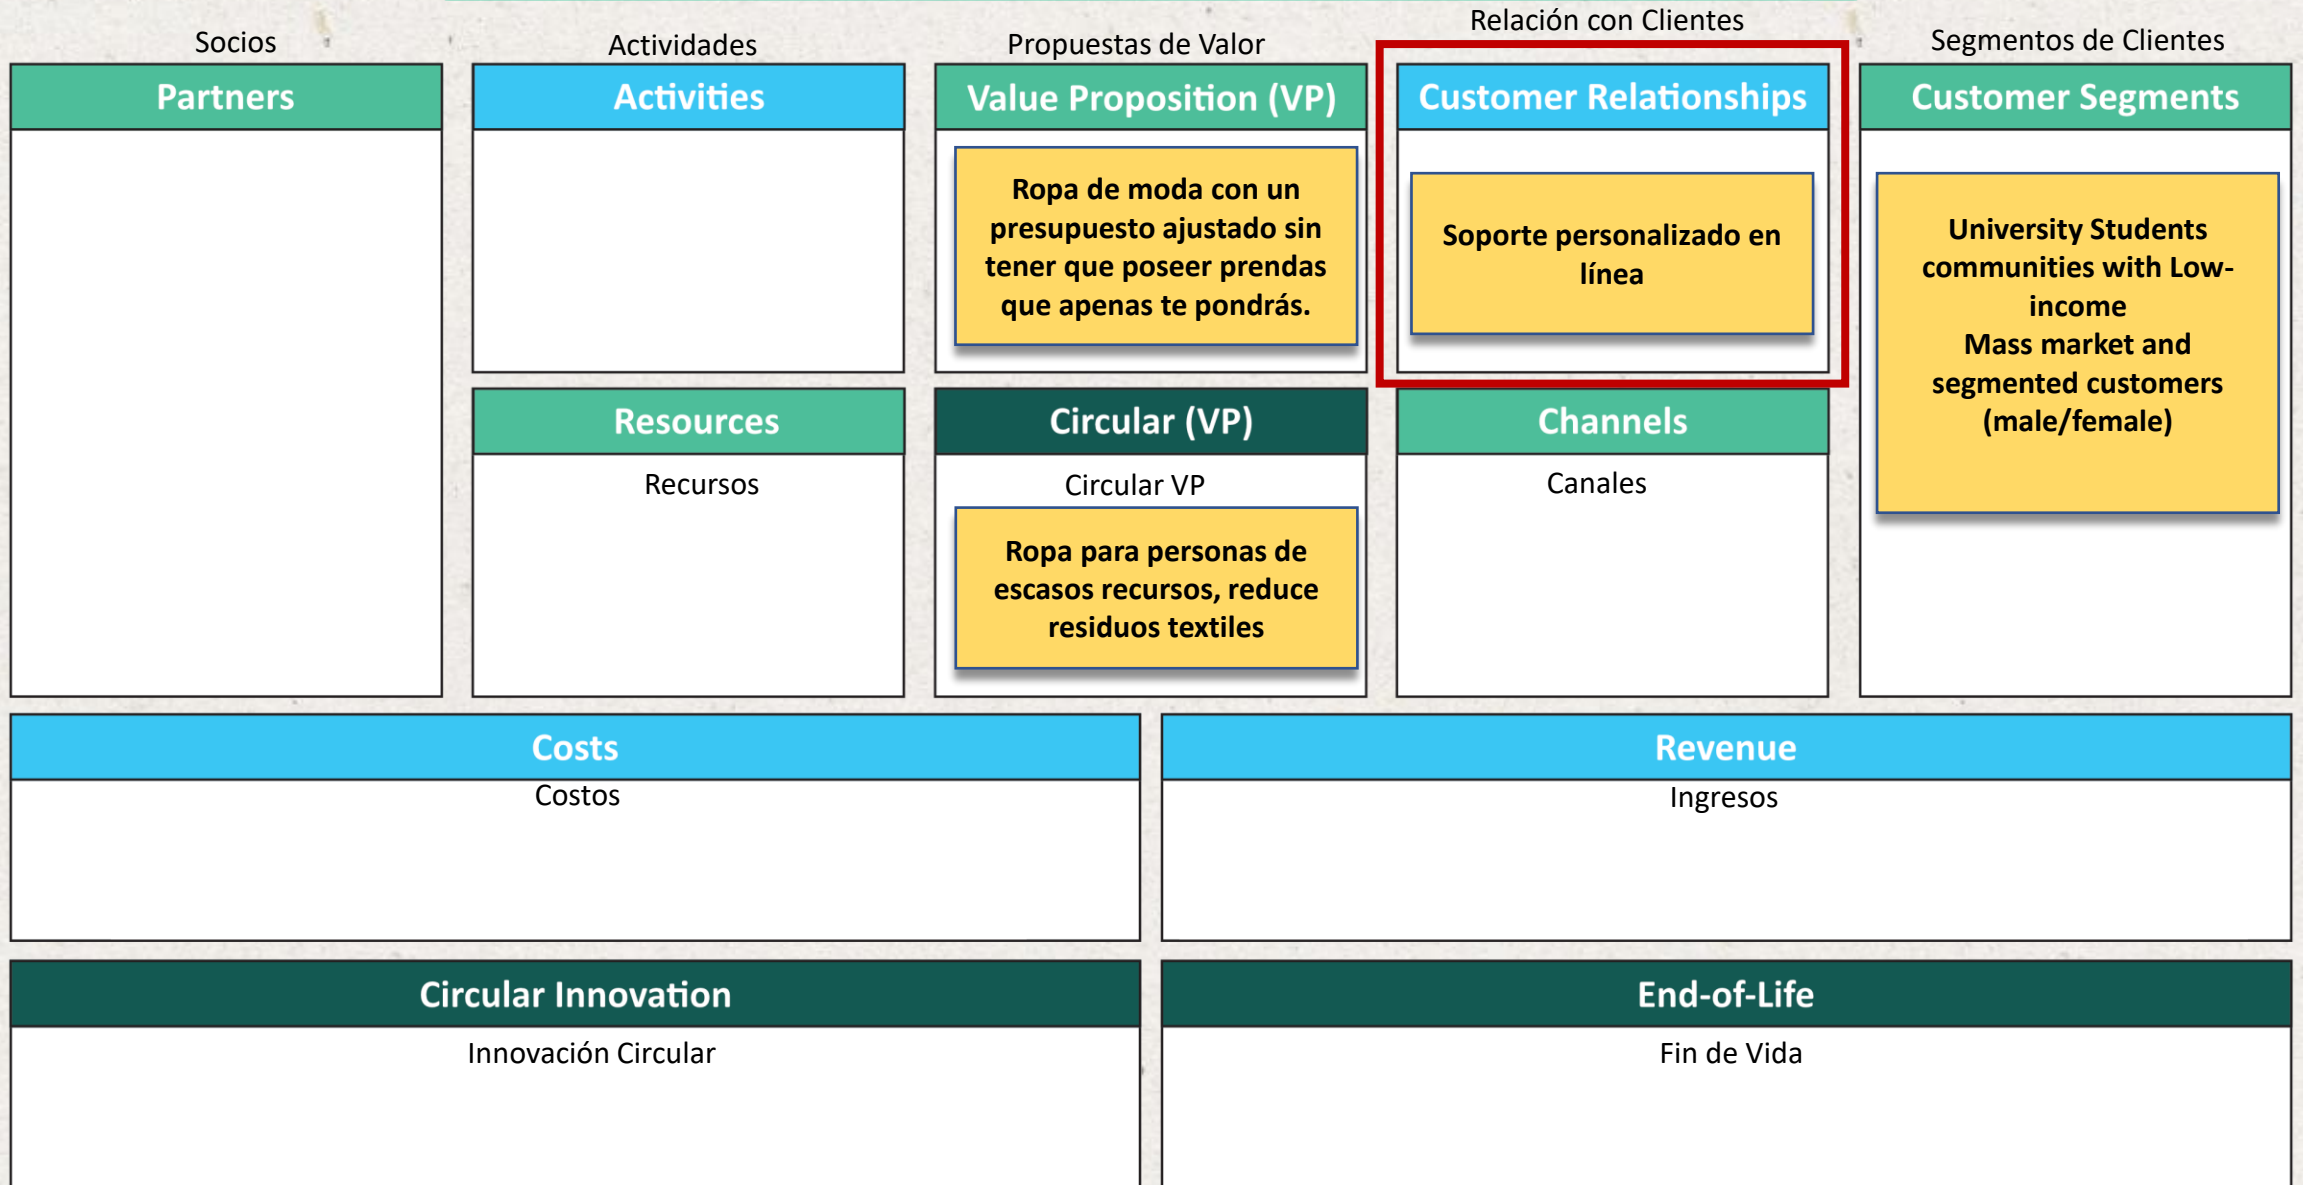 Socios
Partners
Actividades
Activities
Propuestas de Valor
Value Proposition (VP)
Ropa de moda con un
presupuesto ajustado sin
tener que poseer prendas
que apenas te pondrás.
Relación con Clientes
Customer Relationships
Soporte personalizado en
línea
Segmentos de Clientes
Customer Segments
University Students
communities with Low-
income
Mass market and
segmented customers
(male/female)
Resources
Recursos
Circular (VP)
Circular VP
Ropa para personas de
escasos recursos, reduce
residuos textiles
Channels
Canales
Costs
Costos
Revenue
Ingresos
Circular Innovation
Innovación Circular
End-of-Life
Fin de Vida